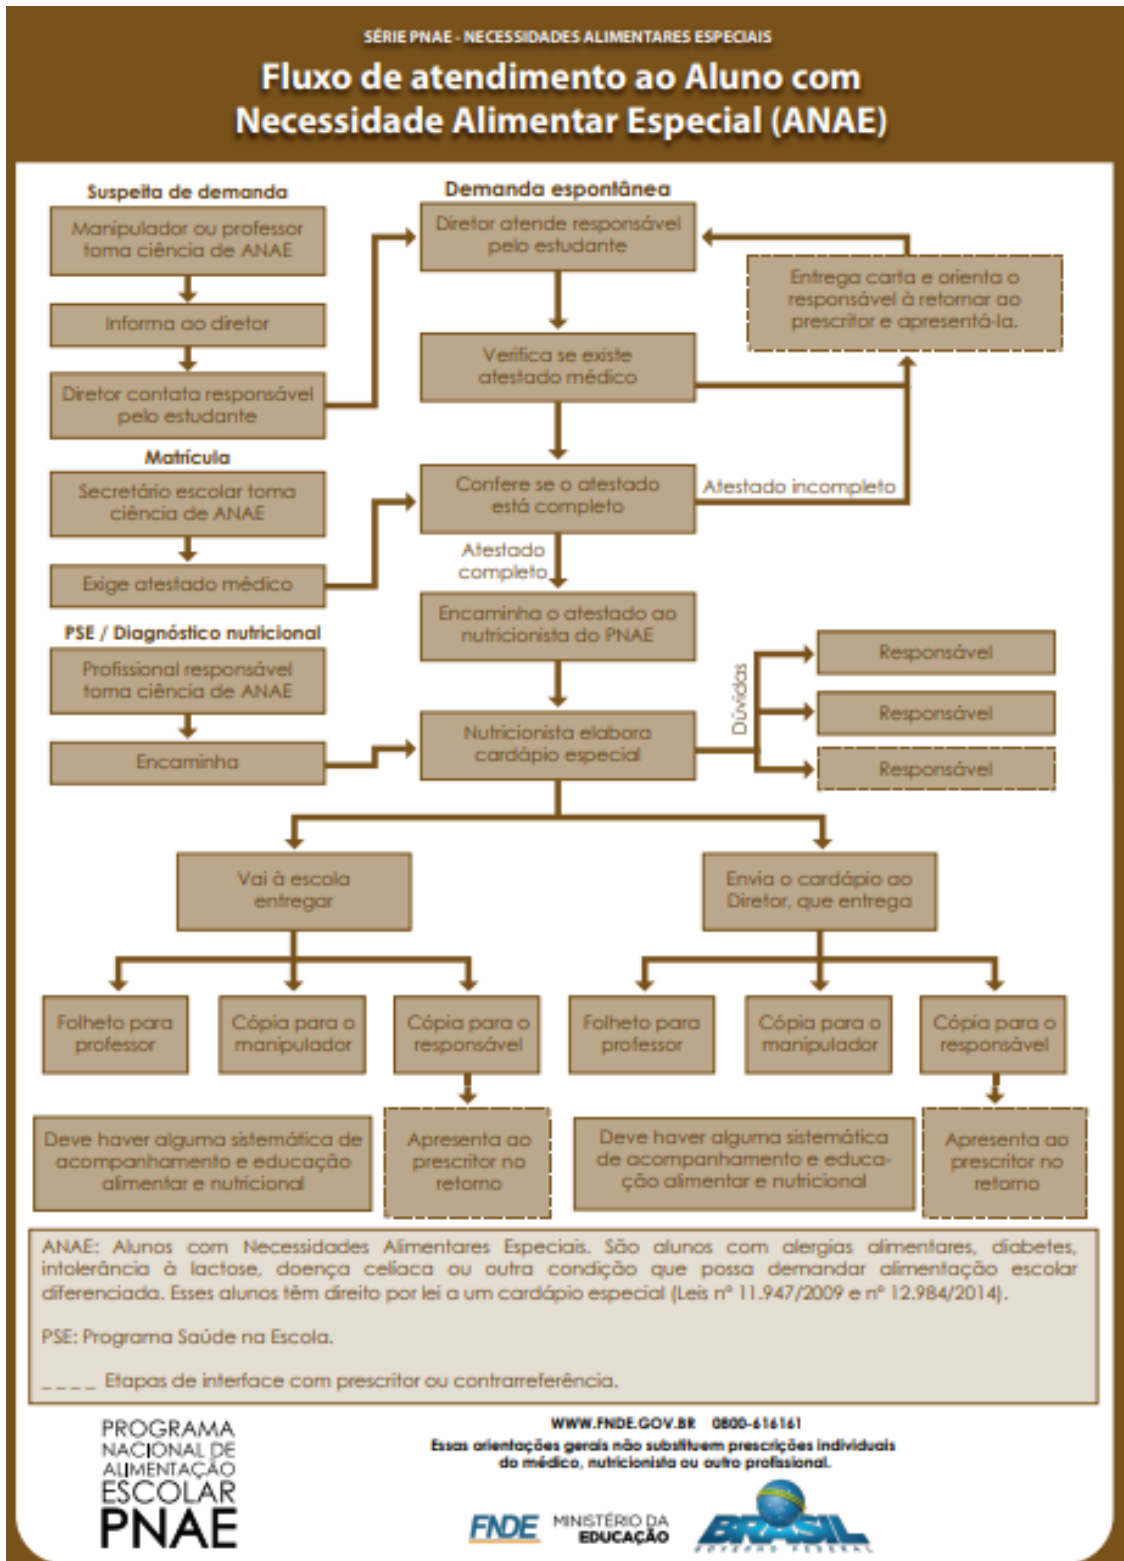 SÉRIE PNAE - NECESSIDADES ALIMENTARES ESPECIAIS
Fluxo de atendimento ao Aluno com
Necessidade Alimentar Especial (ANAE)
Suspeita de demanda
Manipulador ou professor
toma ciência de ANAE
Informa ao diretor
Diretor contata responsável
pelo estudante
Matrícula
Secretário escolar toma
ciência de ANAE
Exige atestado médico
PSE / Diagnóstico nutricional
Profissional responsável
toma ciência de ANAE
Encaminha
Demanda espontânea
Diretor atende responsável
pelo estudante
Verifica se existe
atestado médico
Confere se o atestado
está completo
Atestado
completo
Encaminha o atestado ao
nutricionista do PNAE
Nutricionista elabora
cardápio especial
Entrega carta e orienta o
responsável à retornar ao
prescritor e apresentá-la.
Atestado incompleto
Dúvidas
Responsável
Responsável
Responsável
Vai à escola
entregar
Envia o cardápio ao
Diretor, que entrega
Folheto para
professor
Cópia para o
manipulador
Cópia para o
responsável
Folheto para
professor
Cópia para o
manipulador
Cópia para o
responsável
Deve haver alguma sistemática de
acompanhamento e educação
alimentar e nutricional
Apresenta ao
prescritor no
retorno
Deve haver alguma sistemática
de acompanhamento e educa-
ção alimentar e nutricional
Apresenta ao
prescritor no
retorno
ANAE: Alunos com Necessidades Alimentares Especiais. São alunos com alergias alimentares, diabetes,
intolerância à lactose, doença celíaca ou outra condição que possa demandar alimentação escolar
diferenciada. Esses alunos têm direito por lei a um cardápio especial (Leis nº 11.947/2009 e nº 12.984/2014).
PSE: Programa Saúde na Escola.
_ _ _ _ Etapas de interface com prescritor ou contrarreferência.
PROGRAMA
NACIONAL DE
ALIMENTAÇÃO
ESCOLAR
PNAE
WWW.FNDE.GOV.BR 0800-616161
Essas orientações gerais não substituem prescrições individuais
do médico, nutricionista ou outro profissional.
FNDE
MINISTÉRIO DA
EDUCAÇÃO
BRASIL
GOVERNO FEDERAL